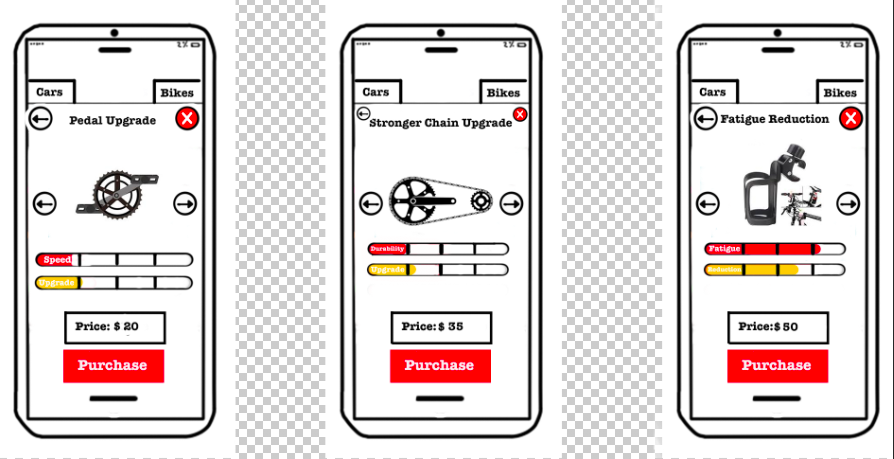 Cars
Bikes
Pedal Upgrade
X
Speed
Upgrade
Price: $ 20
Purchase
Cars
Bikes
X
Stronger Chain Upgrade
Durability
Upgrade
Price: $ 35
Purchase
Cars
Bikes
Fatigue Reduction
X
Fatigue
Reduction
Price:$ 50
Purchase